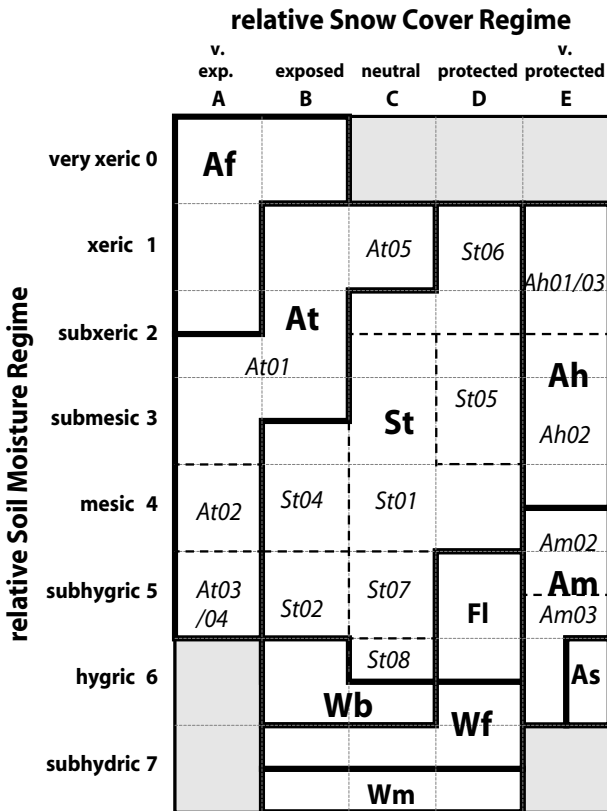 relative Snow Cover Regime
v. exp. A
exposed B
neutral C
protected D
v. protected E
relative Soil Moisture Regime
very xeric 0
Af
xeric 1
At05
St06
Ah01/03
subxeric 2
At
At01
Ah
submesic 3
St
St05
Ah02
mesic 4
At02
St04
St01
Am02
subhygric 5
At03
/04
St02
St07
Fl
Am
Am03
hygric 6
St08
As
Wb
Wf
subhydric 7
Wm